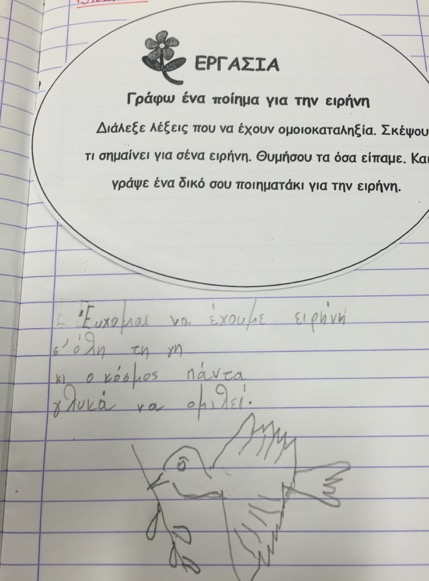 ΕΡΓΑΣΙΑ
Γράφω ένα ποίημα για την ειρήνη
Διάλεξε λέξεις που να έχουν ομοιοκαταληξία. Σκέψου
τι σημαίνει για σένα ειρήνη. Θυμήσου τα όσα είπαμε. Και
γράψε ένα δικό σου ποιηματάκι για την ειρήνη.
Εύχομαι να έχουμε ειρήνη
σ' όλη τη γη
κι ο κόσμος πάντα
γλυκά να ομιλεί.